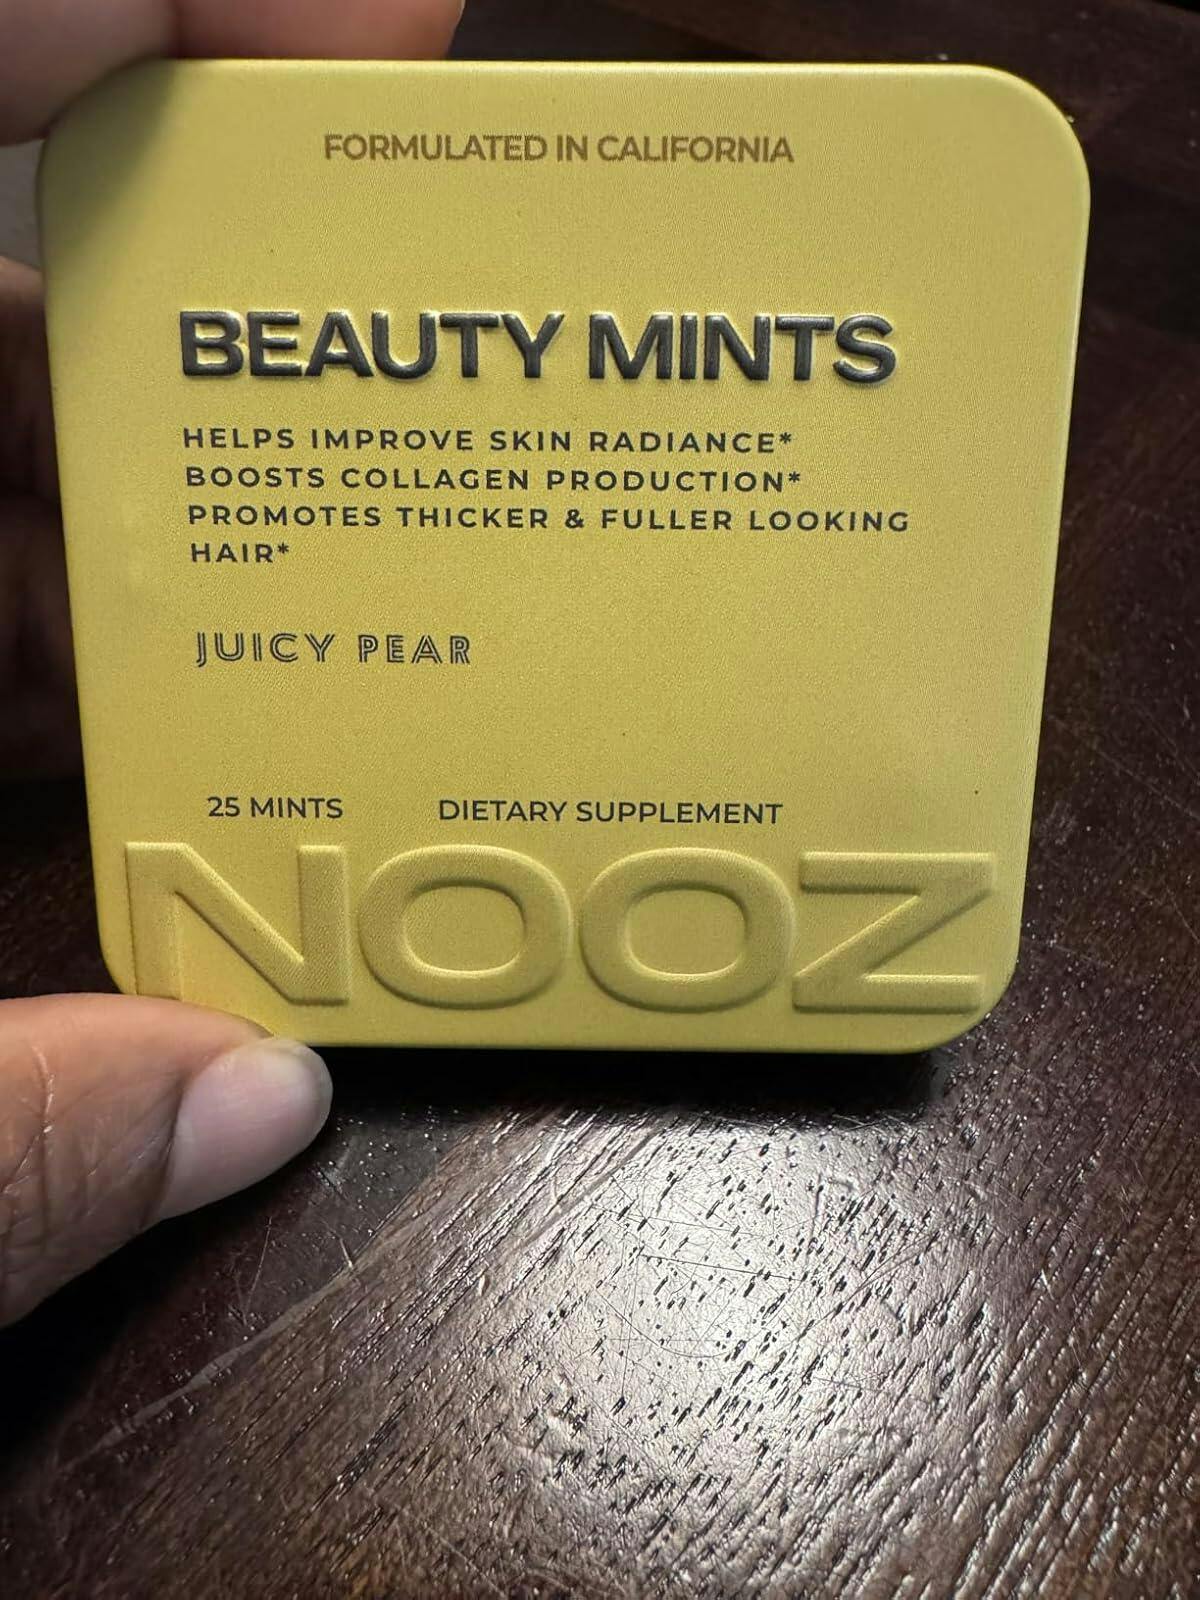 FORMULATED IN CALIFORNIA
BEAUTY MINTS
HELPS IMPROVE SKIN RADIANCE*
BOOSTS COLLAGEN PRODUCTION*
PROMOTES THICKER & FULLER LOOKING
HAIR*
JUICY PEAR
25 MINTS DIETARY SUPPLEMENT
NOOZ